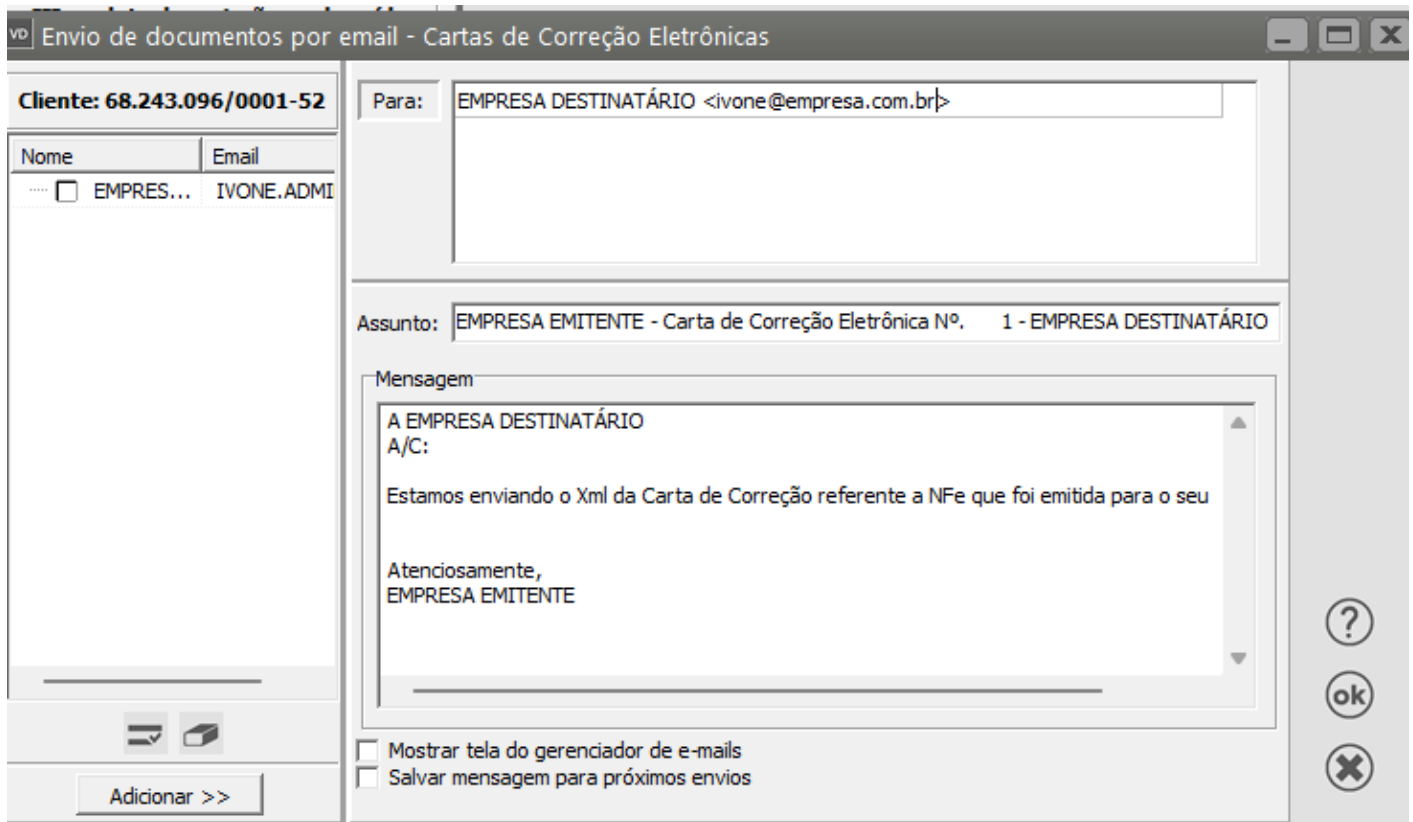 VD Envio de documentos por email - Cartas de Correção Eletrônicas
Cliente: 68.243.096/0001-52
Nome Email
EMPRES... IVONE.ADMI
Adicionar >>
Para: EMPRESA DESTINATÁRIO <ivone@empresa.com.br>
Assunto: EMPRESA EMITENTE - Carta de Correção Eletrônica Nº. 1 - EMPRESA DESTINATÁRIO
Mensagem
A EMPRESA DESTINATÁRIO
A/C:
Estamos enviando o Xml da Carta de Correção referente a NFe que foi emitida para o seu
Atenciosamente,
EMPRESA EMITENTE
Mostrar tela do gerenciador de e-mails
Salvar mensagem para próximos envios
?
ok